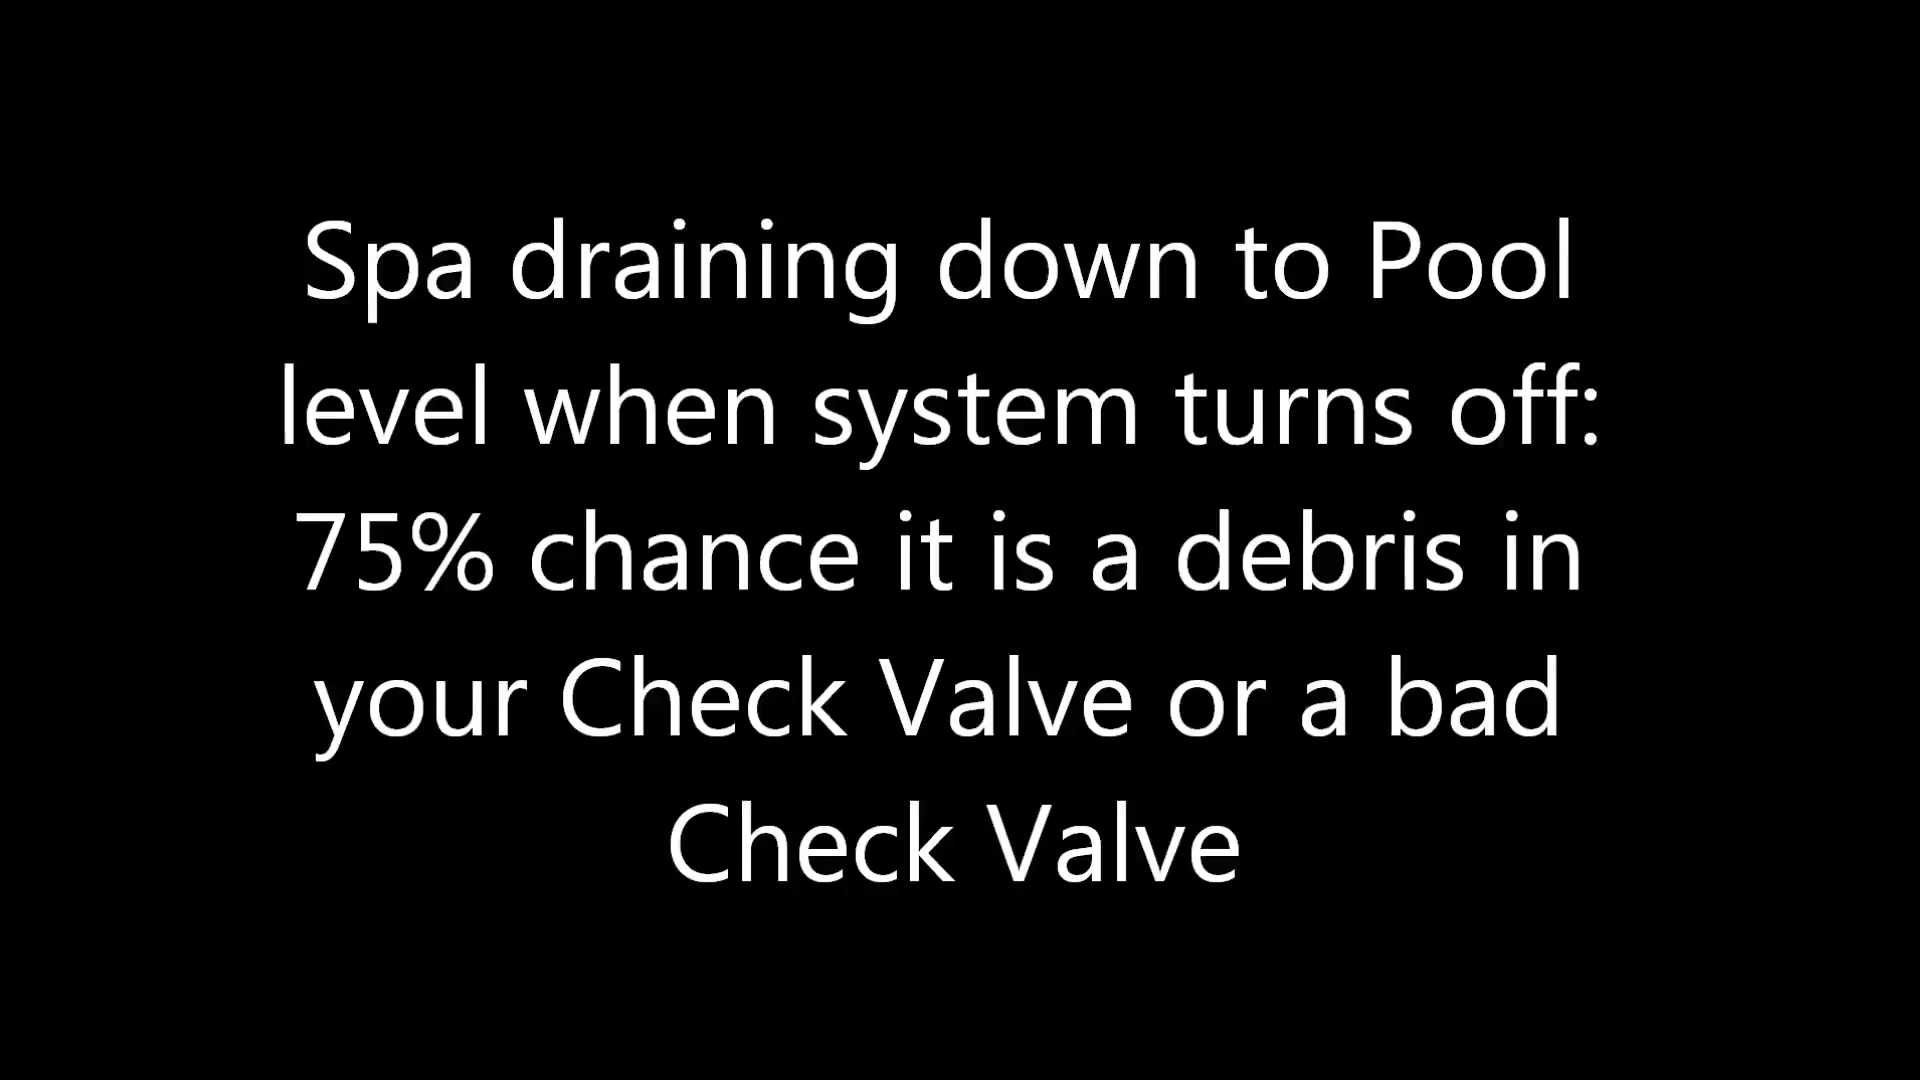 Spa draining down to Pool
level when system turns off:
75% chance it is a debris in
your Check Valve or a bad
Check Valve